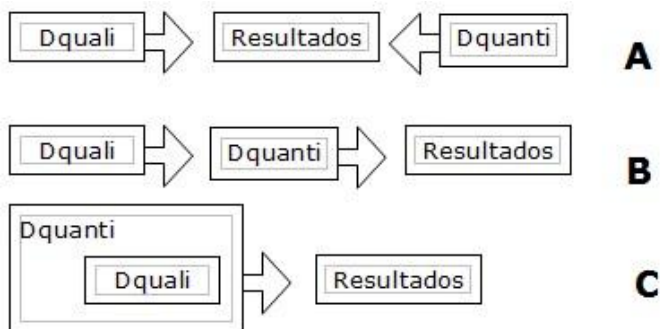 Dquali Resultados Dquanti A
Dquali Dquanti Resultados B
Dquanti
Dquali Resultados C